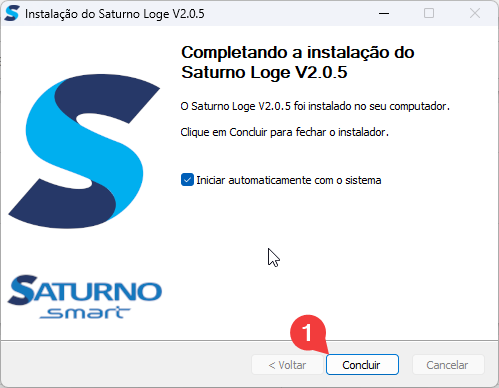 Instalação do Saturno Loge V2.0.5
Completando a instalação do
Saturno Loge V2.0.5
O Saturno Loge V2.0.5 foi instalado no seu computador.
Clique em Concluir para fechar o instalador.
Iniciar automaticamente com o sistema
SATURNO
smart
1
< Voltar
Concluir
Cancelar